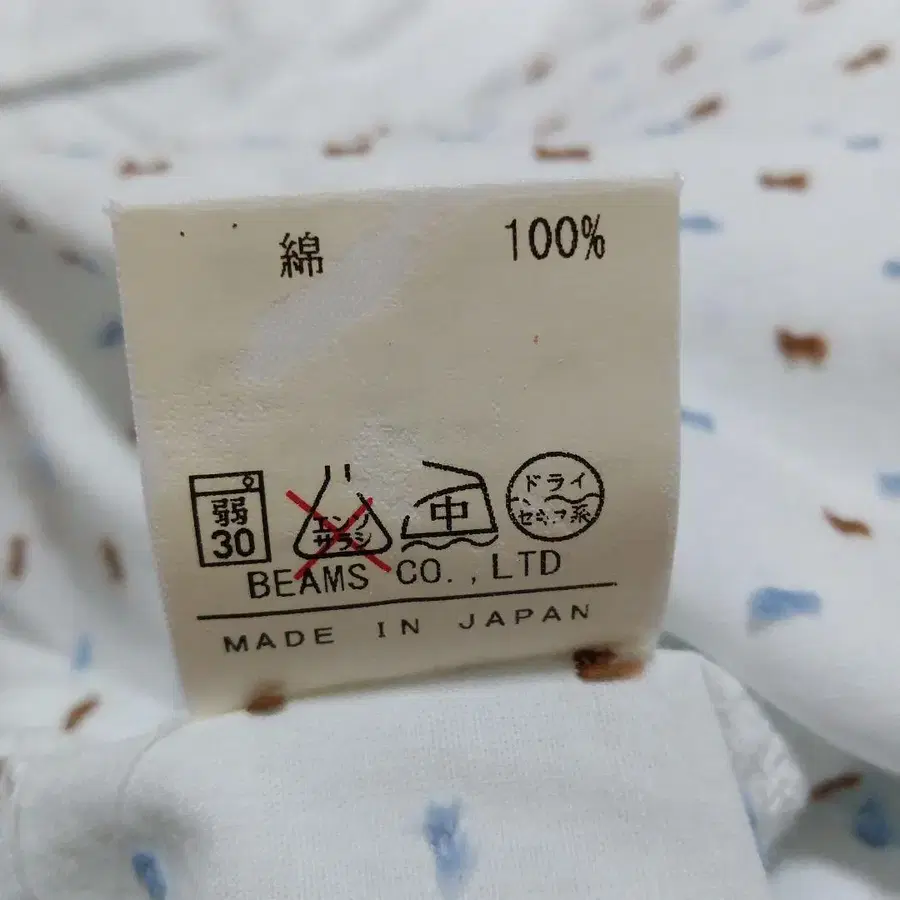 綿 100%
弱
30
エンソ
サラシ
中
ドライ
セキユ系
BEAMS CO.,LTD
MADE IN JAPAN